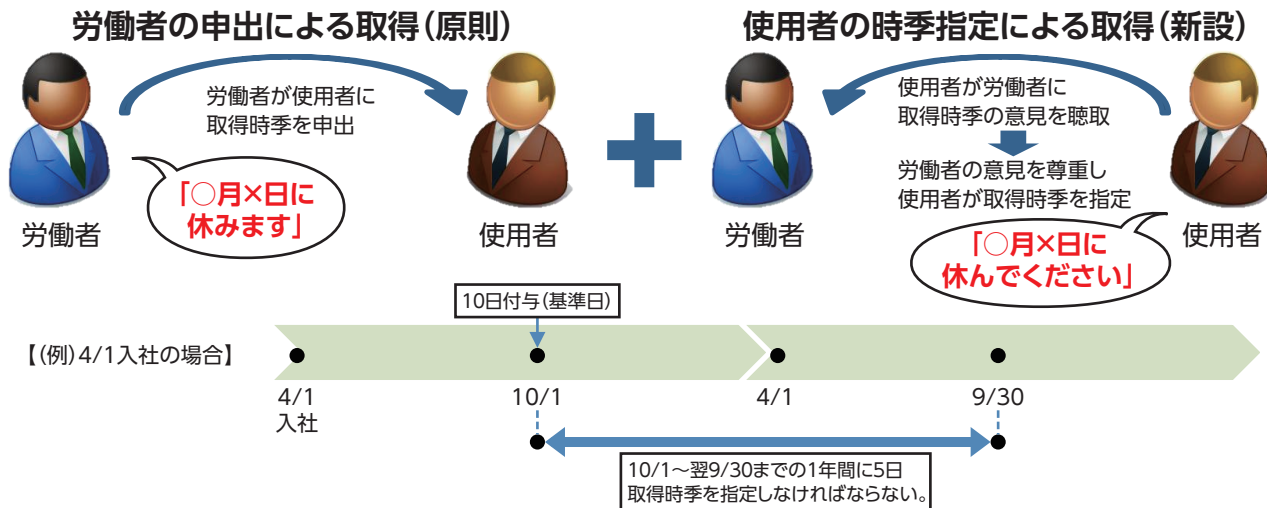 労働者の申出による取得（原則）
労働者が使用者に
取得時季を申出
「○月×日に
休みます」
労働者
使用者
使用者の時季指定による取得（新設）
使用者が労働者に
取得時季の意見を聴取
労働者の意見を尊重し
使用者が取得時季を指定
「○月×日に
休んでください」
労働者
使用者
10日付与（基準日）
【（例）4/1入社の場合】
4/1
入社
10/1
4/1
9/30
10/1～翌9/30までの1年間に5日
取得時季を指定しなければならない。